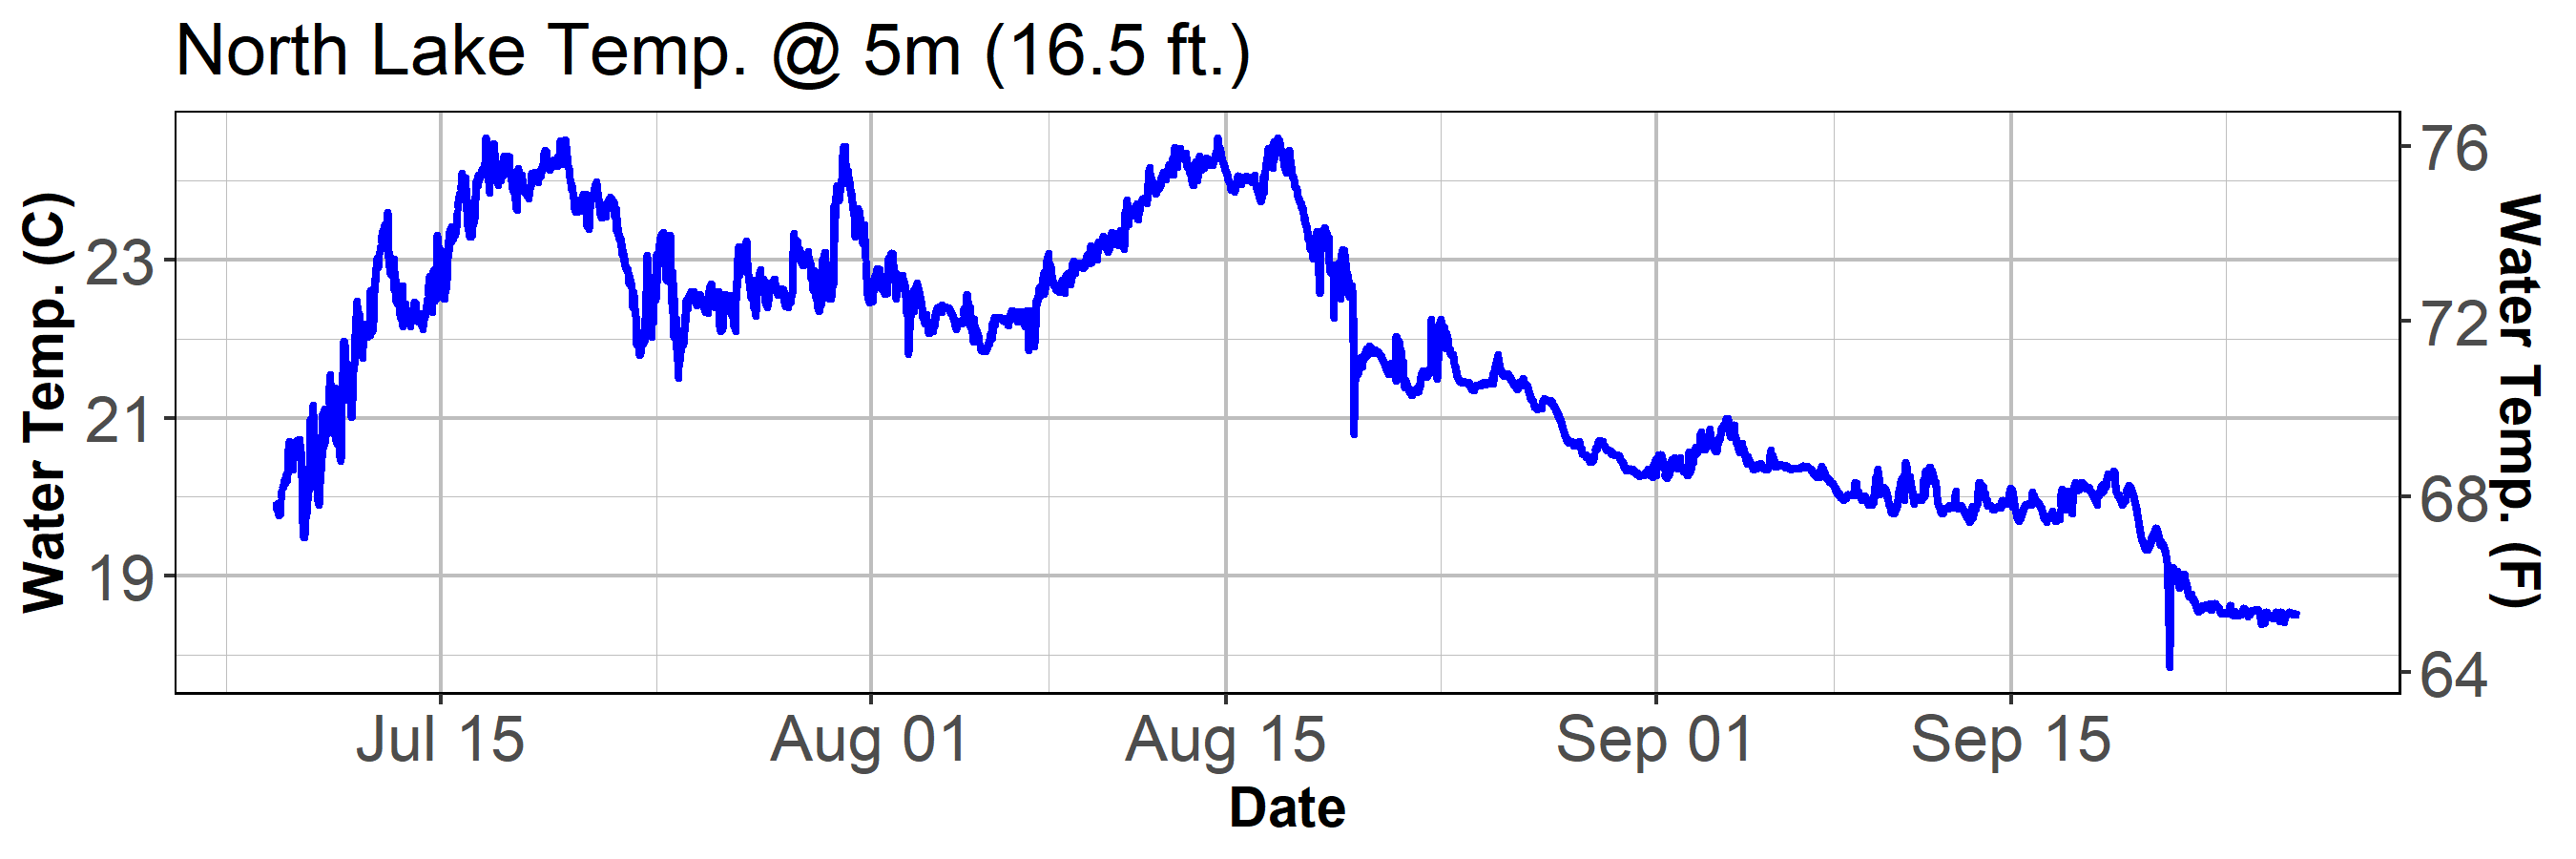 North Lake Temp. @ 5m (16.5 ft.)
Water Temp. (C)
23
21
19
76
72
68
64
Water Temp. (F)
Jul 15
Aug 01
Aug 15
Sep 01
Sep 15
Date